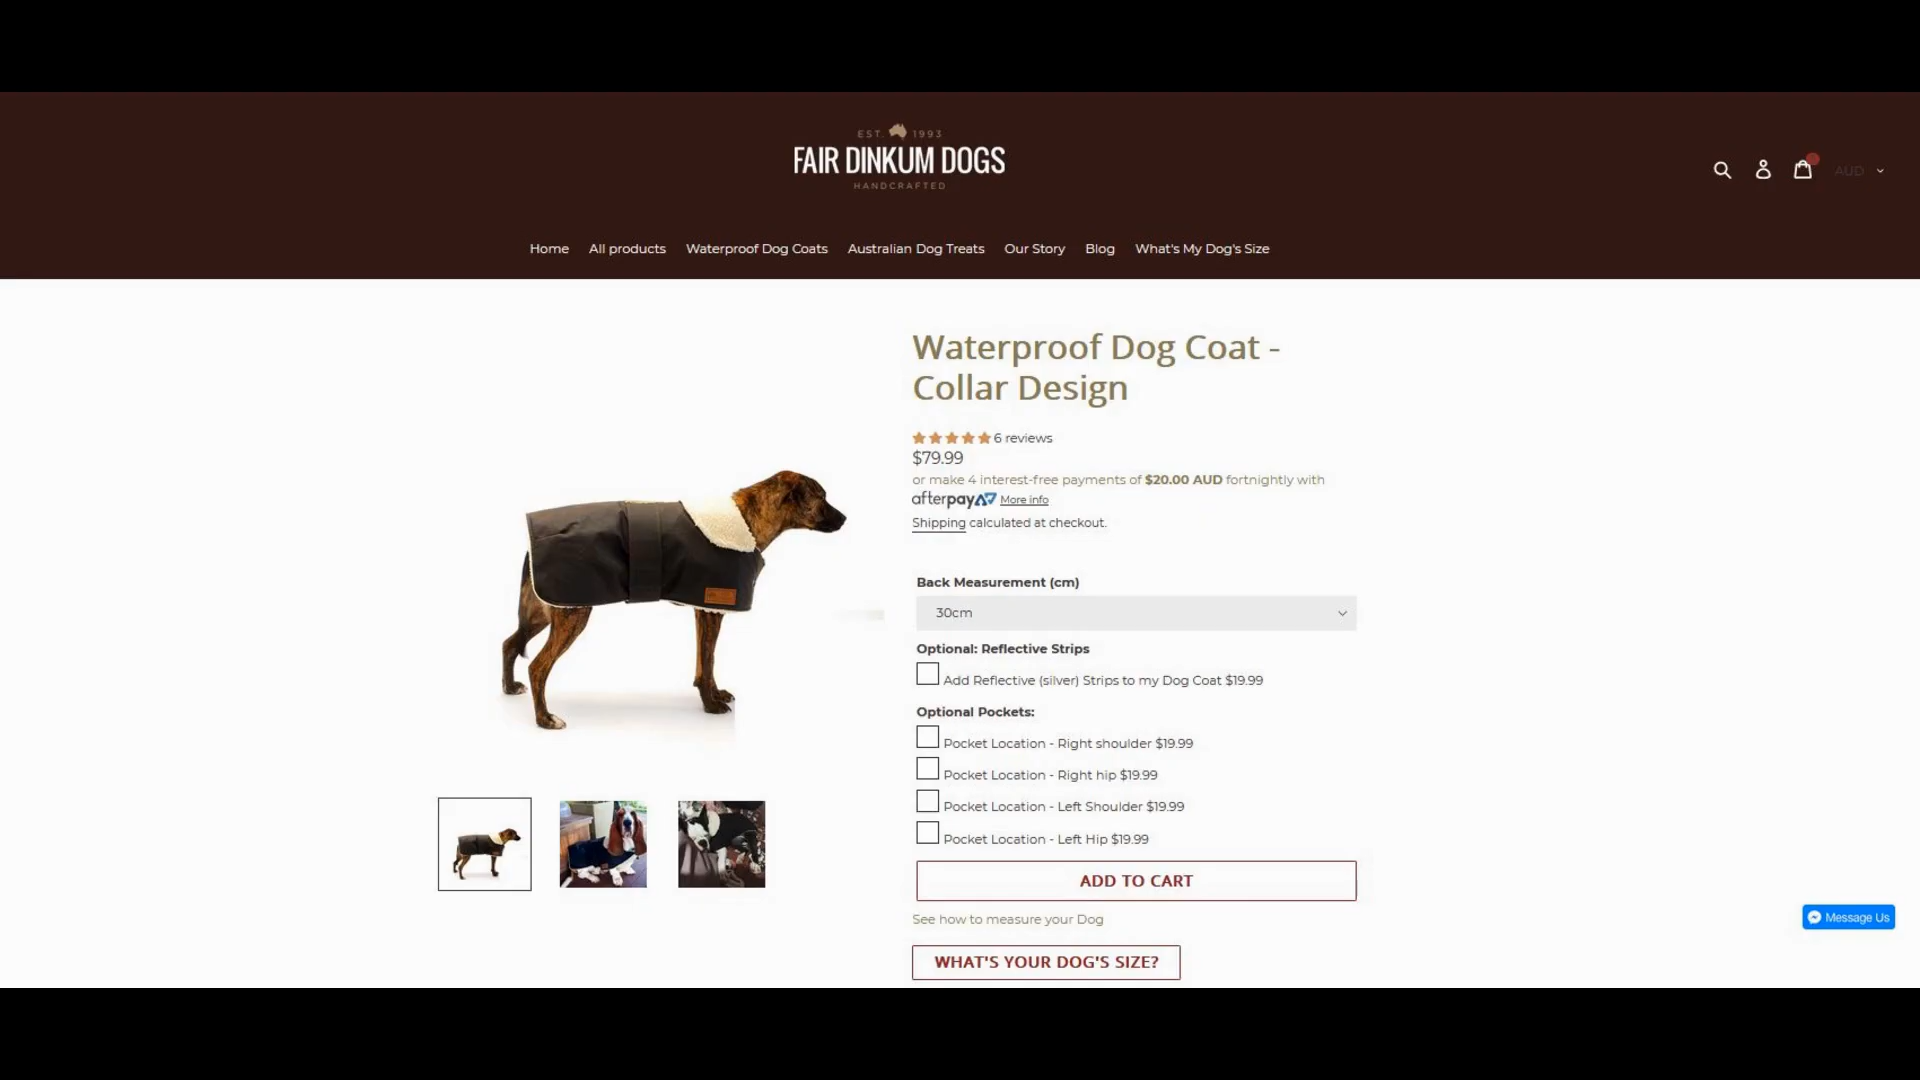 EST. 1993
FAIR DINKUM DOGS
HANDCRAFTED
AUD
Home All products Waterproof Dog Coats Australian Dog Treats Our Story Blog What's My Dog's Size
Waterproof Dog Coat -
Collar Design
6 reviews
$79.99
or make 4 interest-free payments of $20.00 AUD fortnightly with
afterpay More info
Shipping calculated at checkout.
Back Measurement (cm)
30cm
Optional: Reflective Strips
Add Reflective (silver) Strips to my Dog Coat $19.99
Optional Pockets:
Pocket Location - Right shoulder $19.99
Pocket Location - Right hip $19.99
Pocket Location - Left Shoulder $19.99
Pocket Location - Left Hip $19.99
ADD TO CART
See how to measure your Dog
Message Us
WHAT'S YOUR DOG'S SIZE?